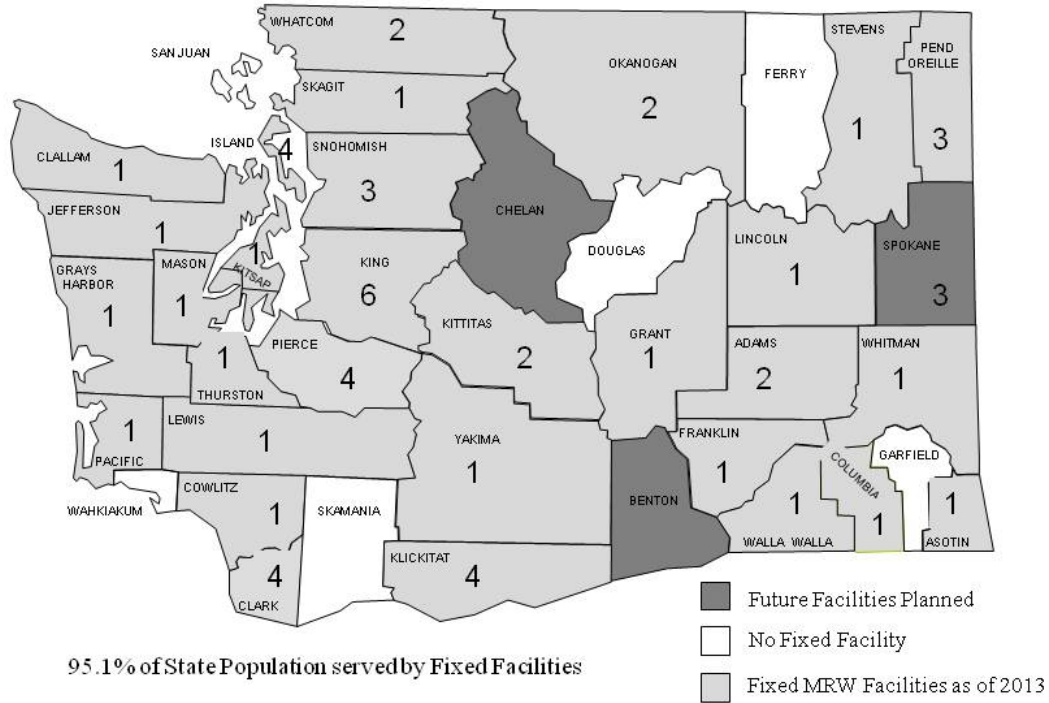 WHATCOM
2
SAN JUAN
SKAGIT
1
OKANOGAN
2
FERRY
STEVENS
1
PEND
OREILLE
3
ISLAND
4
SNOHOMISH
3
CLALLAM
1
JEFFERSON
1
CHELAN
DOUGLAS
LINCOLN
1
SPOKANE
3
GRAYS
HARBOR
1
MASON
1
KITSAP
1
KING
6
KITTITAS
2
GRANT
1
ADAMS
2
WHITMAN
1
PIERCE
4
1
THURSTON
LEWIS
1
1
PACIFIC
YAKIMA
1
FRANKLIN
1
BENTON
COLUMBIA
1
GARFIELD
1
WALLA WALLA
1
ASOTIN
WAHKIAKUM
COWLITZ
1
SKAMANIA
KLICKITAT
4
4
CLARK
Future Facilities Planned
No Fixed Facility
Fixed MRW Facilities as of 2013
95.1% of State Population served by Fixed Facilities